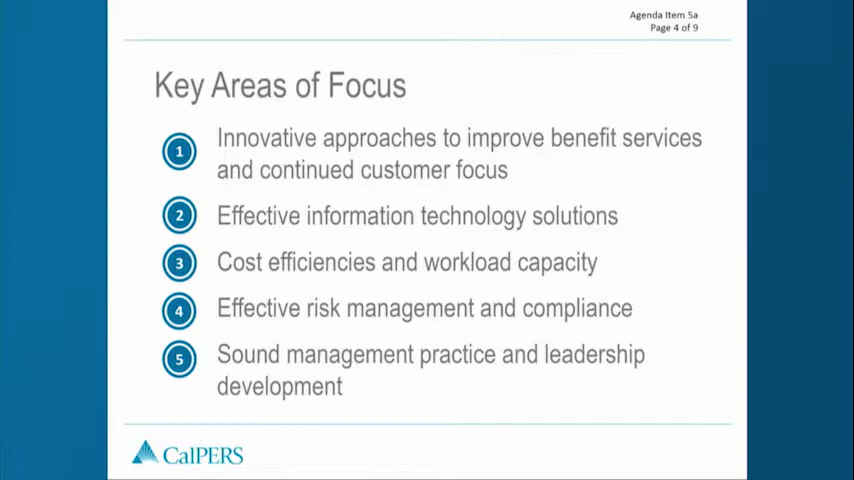 Agenda Item 5a
Page 4 of 9
Key Areas of Focus
1
Innovative approaches to improve benefit services
and continued customer focus
2
Effective information technology solutions
3
Cost efficiencies and workload capacity
4
Effective risk management and compliance
5
Sound management practice and leadership
development
CalPERS